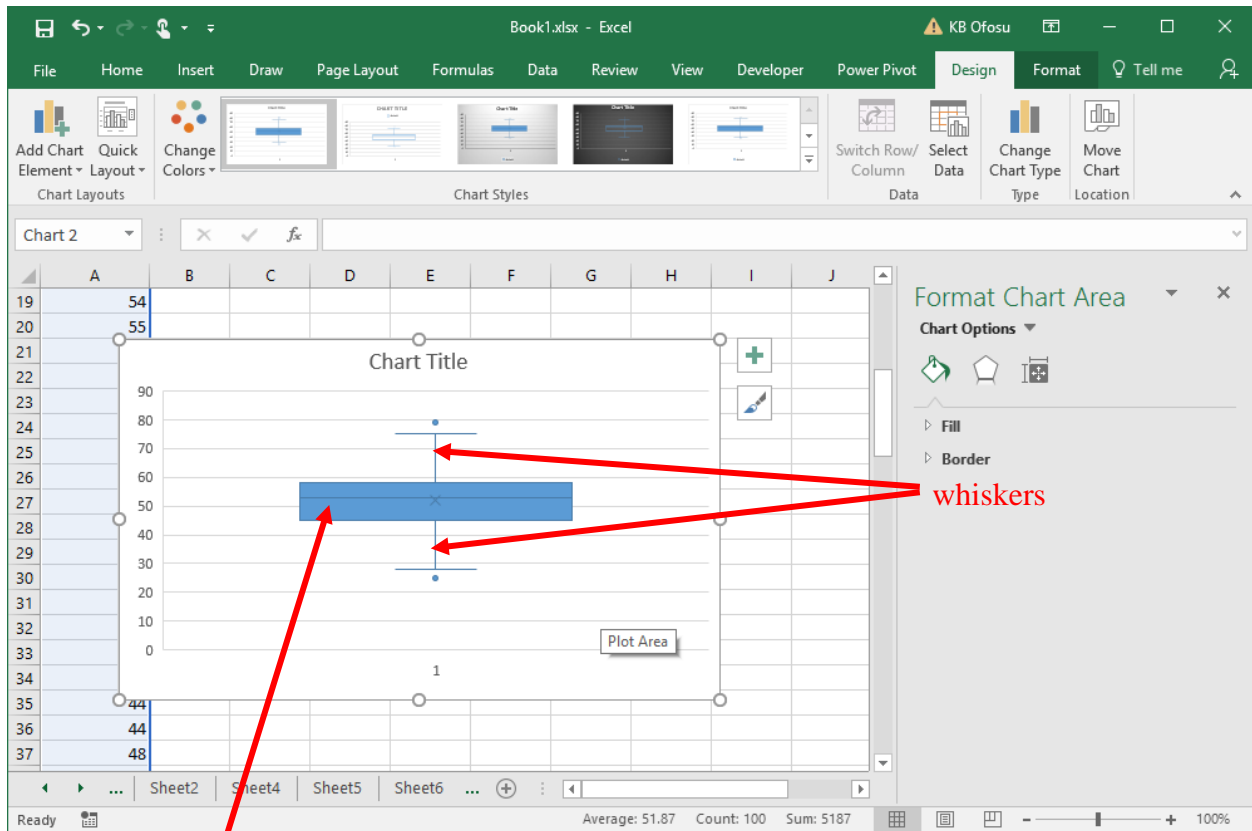 Book1.xlsx - Excel
KB Ofosu
File Home Insert Draw Page Layout Formulas Data Review View Developer Power Pivot Design Format Tell me
Add Chart Element
Quick Layout
Change Colors
Switch Row/ Column
Select Data
Change Chart Type
Move Chart
Chart Layouts
Chart Styles
Data
Type
Location
Chart 2
fx
A B C D E F G H I J
19 54
20 55
21
22
23
24
25
26
27
28
29
30
31
32
33
34
35 44
36 44
37 48
Chart Title
90
80
70
60
50
40
30
20
10
0
1
Plot Area
Format Chart Area
Chart Options
Fill
Border
whiskers
... Sheet2 Sheet4 Sheet5 Sheet6 ...
Ready
Average: 51.87 Count: 100 Sum: 5187
100%